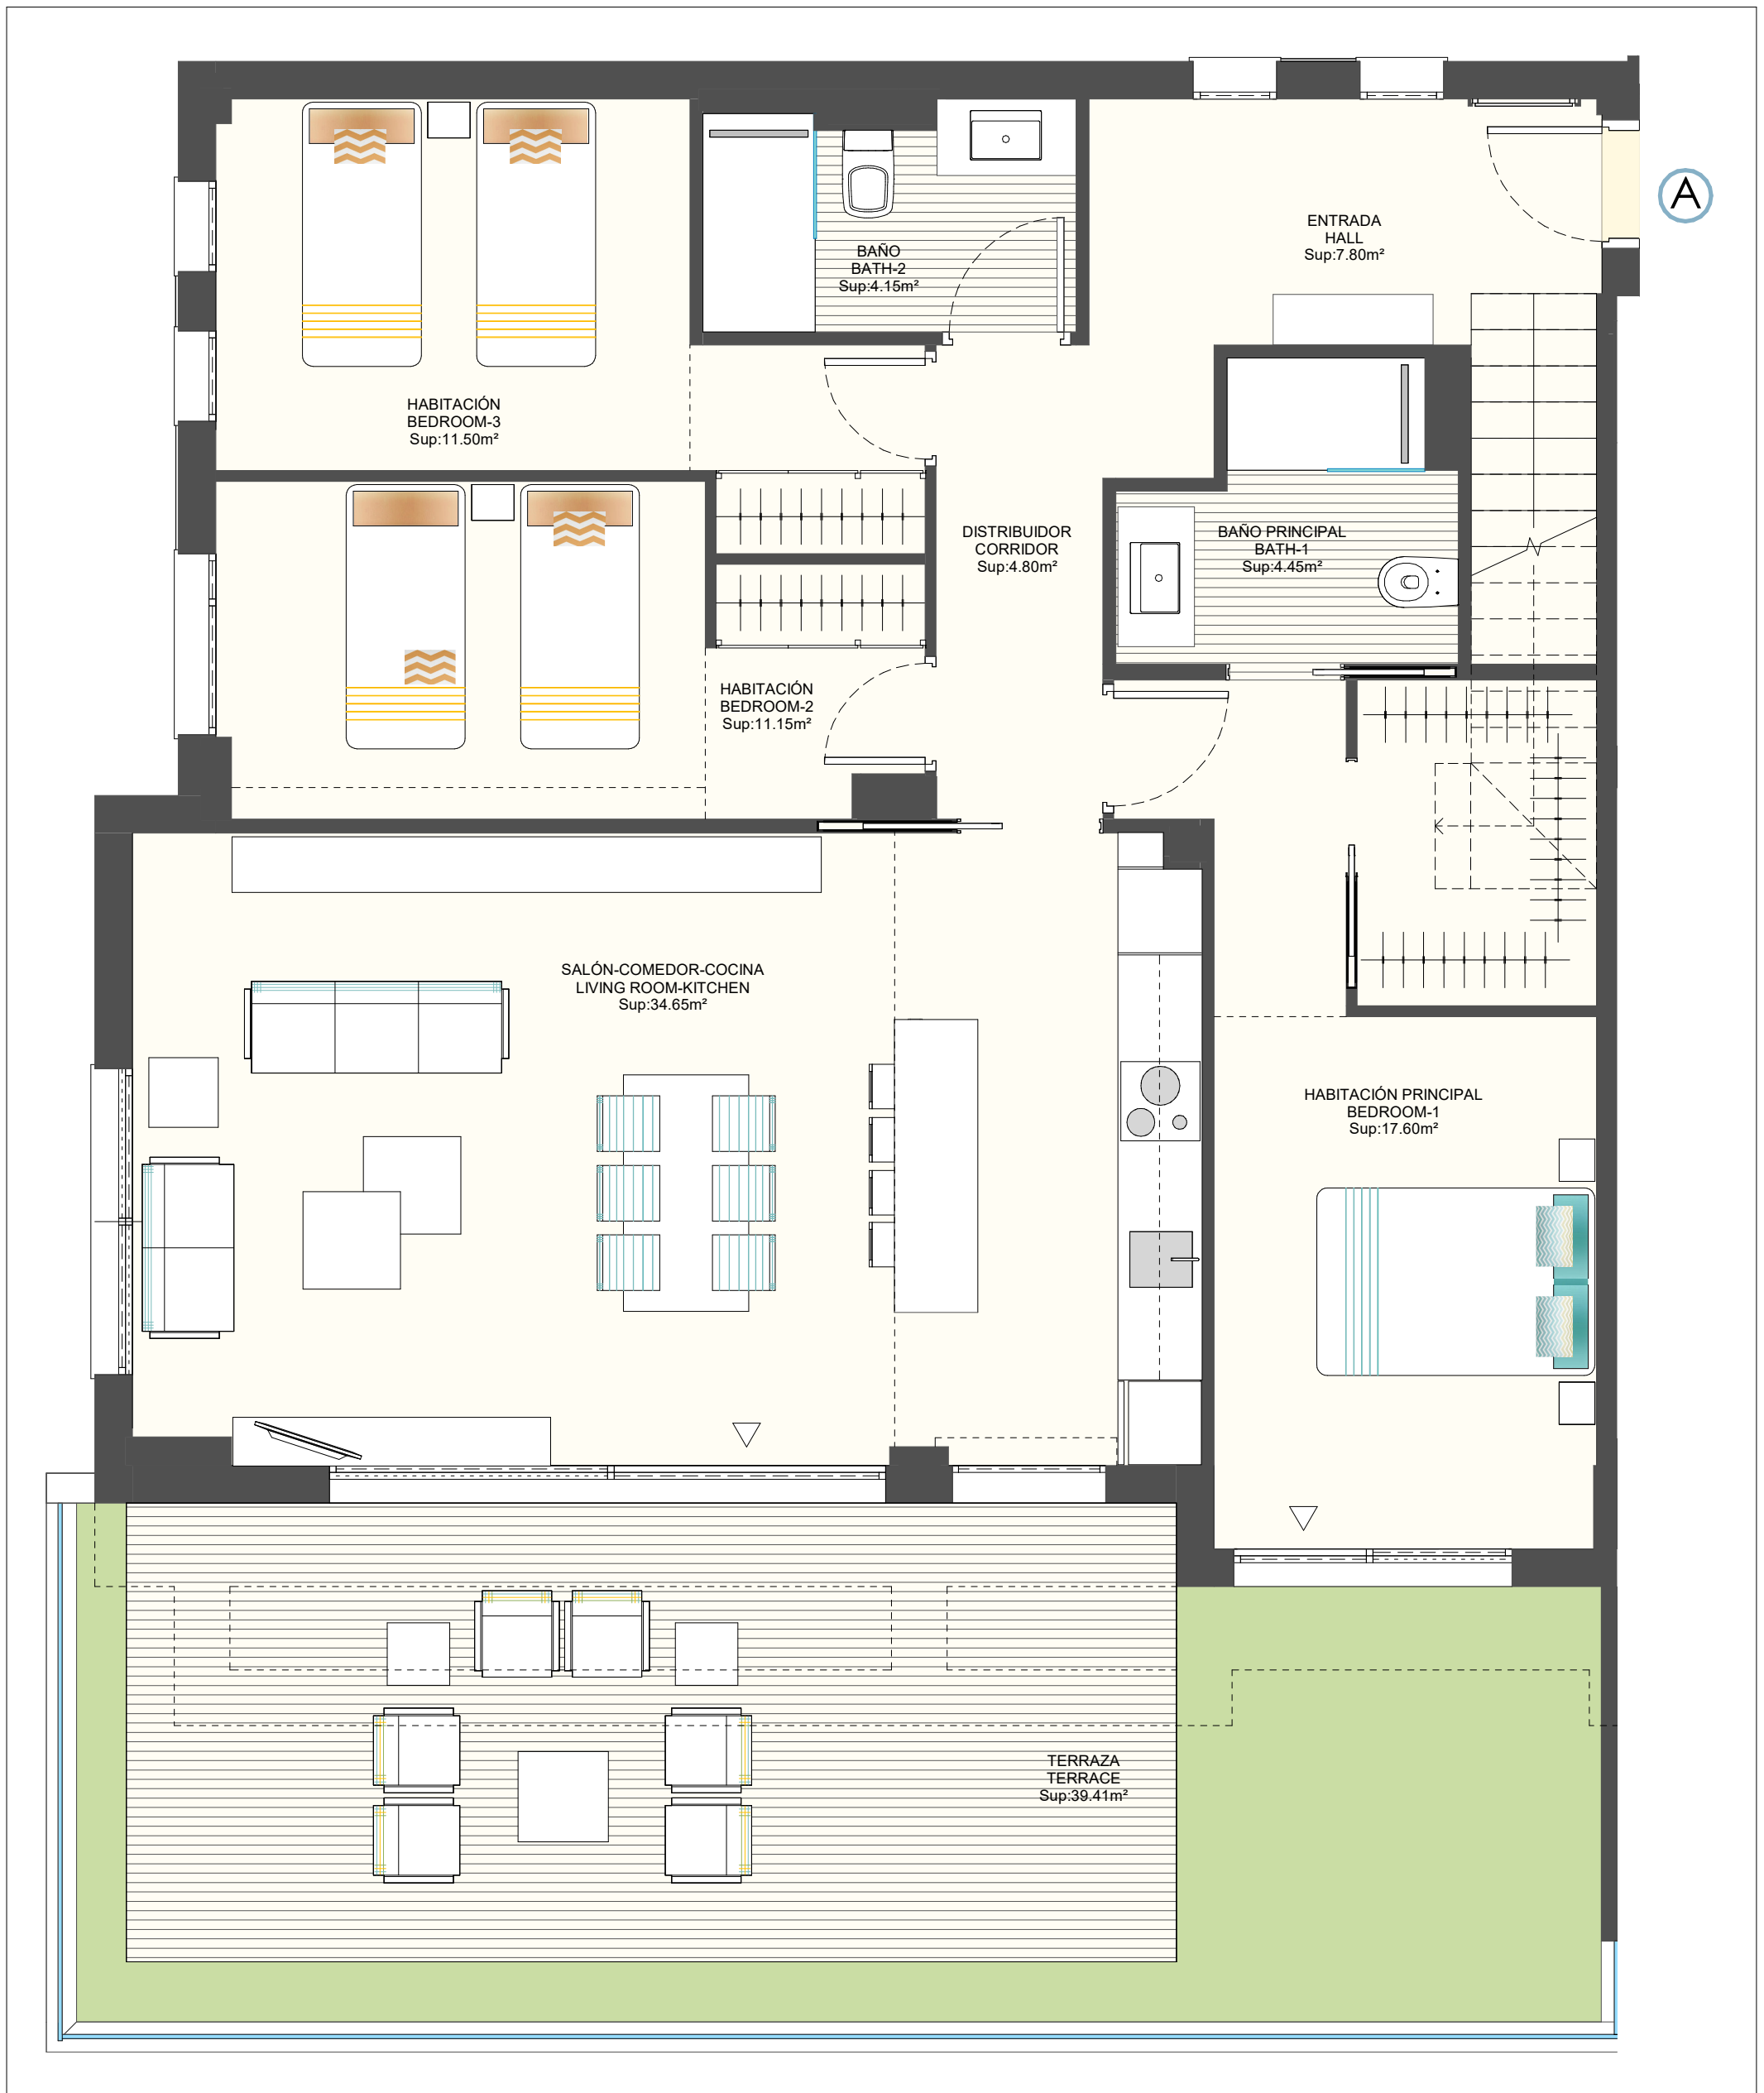 ENTRADA
HALL
Sup:7.80m²
A
BAÑO
BATH-2
Sup:4.15m²
HABITACIÓN
BEDROOM-3
Sup:11.50m²
DISTRIBUIDOR
CORRIDOR
Sup:4.80m²
BAÑO PRINCIPAL
BATH-1
Sup:4.45m²
HABITACIÓN
BEDROOM-2
Sup:11.15m²
SALÓN-COMEDOR-COCINA
LIVING ROOM-KITCHEN
Sup:34.65m²
HABITACIÓN PRINCIPAL
BEDROOM-1
Sup:17.60m²
TERRAZA
TERRACE
Sup:39.41m²